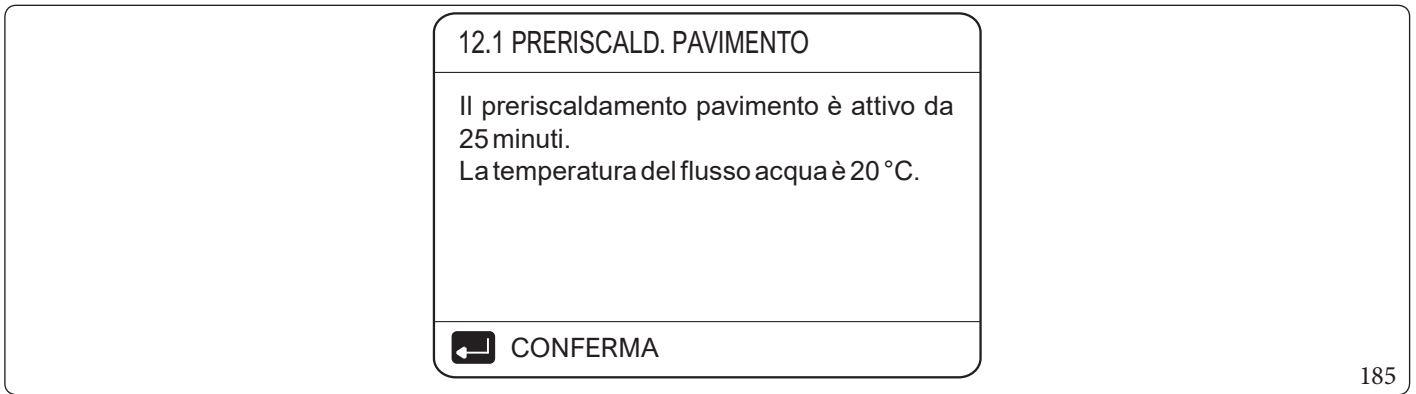 12.1 PRERISCALD. PAVIMENTO
Il preriscaldamento pavimento è attivo da
25 minuti.
La temperatura del flusso acqua è 20 °C.
CONFERMA
185